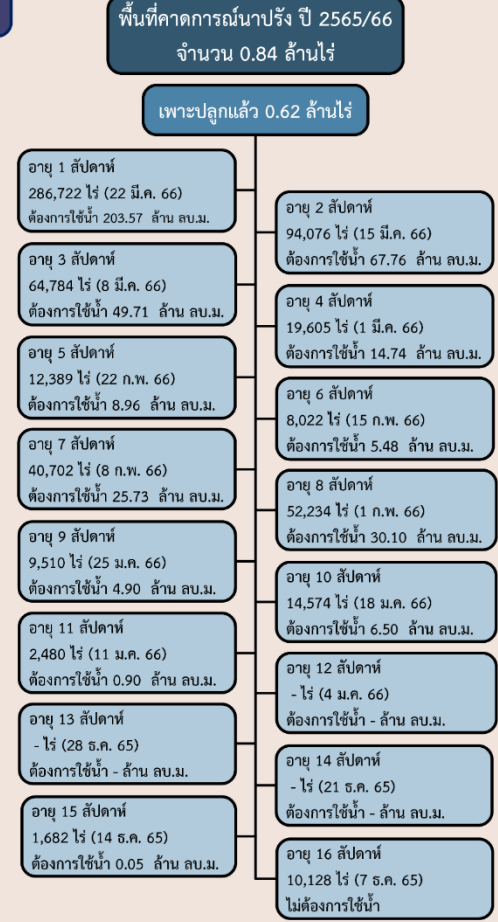 พื้นที่คาดการณ์นาปรัง ปี 2565/66
จำนวน 0.84 ล้านไร่
เพาะปลูกแล้ว 0.62 ล้านไร่
อายุ 1 สัปดาห์
286,722 ไร่ (22 มี.ค. 66)
ต้องการใช้น้ำ 203.57 ล้าน ลบ.ม.
อายุ 2 สัปดาห์
94,076 ไร่ (15 มี.ค. 66)
ต้องการใช้น้ำ 67.76 ล้าน ลบ.ม.
อายุ 3 สัปดาห์
64,784 ไร่ (8 มี.ค. 66)
ต้องการใช้น้ำ 49.71 ล้าน ลบ.ม.
อายุ 4 สัปดาห์
19,605 ไร่ (1 มี.ค. 66)
ต้องการใช้น้ำ 14.74 ล้าน ลบ.ม.
อายุ 5 สัปดาห์
12,389 ไร่ (22 ก.พ. 66)
ต้องการใช้น้ำ 8.96 ล้าน ลบ.ม.
อายุ 6 สัปดาห์
8,022 ไร่ (15 ก.พ. 66)
ต้องการใช้น้ำ 5.48 ล้าน ลบ.ม.
อายุ 7 สัปดาห์
40,702 ไร่ (8 ก.พ. 66)
ต้องการใช้น้ำ 25.73 ล้าน ลบ.ม.
อายุ 8 สัปดาห์
52,234 ไร่ (1 ก.พ. 66)
ต้องการใช้น้ำ 30.10 ล้าน ลบ.ม.
อายุ 9 สัปดาห์
9,510 ไร่ (25 ม.ค. 66)
ต้องการใช้น้ำ 4.90 ล้าน ลบ.ม.
อายุ 10 สัปดาห์
14,574 ไร่ (18 ม.ค. 66)
ต้องการใช้น้ำ 6.50 ล้าน ลบ.ม.
อายุ 11 สัปดาห์
2,480 ไร่ (11 ม.ค. 66)
ต้องการใช้น้ำ 0.90 ล้าน ลบ.ม.
อายุ 12 สัปดาห์
- ไร่ (4 ม.ค. 66)
ต้องการใช้น้ำ - ล้าน ลบ.ม.
อายุ 13 สัปดาห์
- ไร่ (28 ธ.ค. 65)
ต้องการใช้น้ำ - ล้าน ลบ.ม.
อายุ 14 สัปดาห์
- ไร่ (21 ธ.ค. 65)
ต้องการใช้น้ำ - ล้าน ลบ.ม.
อายุ 15 สัปดาห์
1,682 ไร่ (14 ธ.ค. 65)
ต้องการใช้น้ำ 0.05 ล้าน ลบ.ม.
อายุ 16 สัปดาห์
10,128 ไร่ (7 ธ.ค. 65)
ไม่ต้องการใช้น้ำ